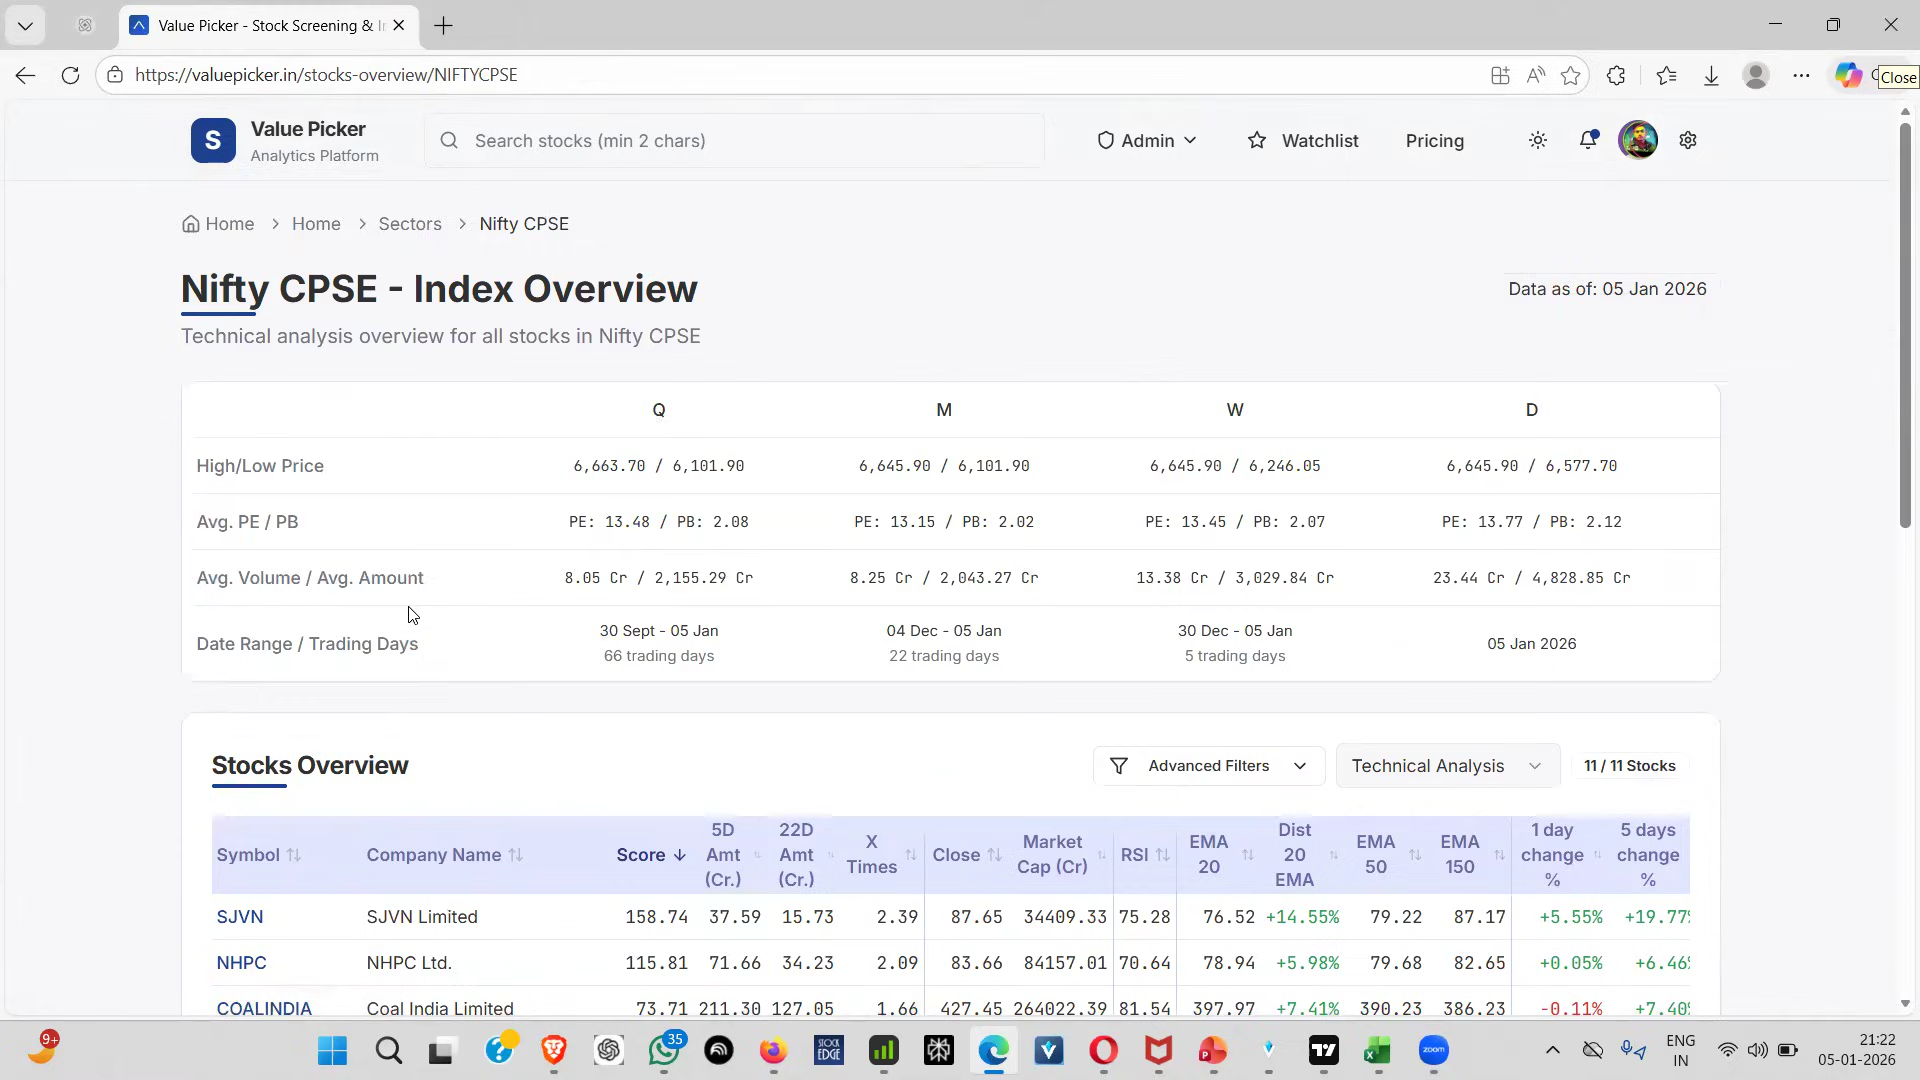 Value Picker - Stock Screening & Ir
https://valuepicker.in/stocks-overview/NIFTYCPSE
Close
S
Value Picker
Analytics Platform
Search stocks (min 2 chars)
Admin
Watchlist
Pricing
Home > Home > Sectors > Nifty CPSE
Nifty CPSE - Index Overview
Data as of: 05 Jan 2026
Technical analysis overview for all stocks in Nifty CPSE
Q M W D
High/Low Price 6,663.70 / 6,101.90 6,645.90 / 6,101.90 6,645.90 / 6,246.05 6,645.90 / 6,577.70
Avg. PE / PB PE: 13.48 / PB: 2.08 PE: 13.15 / PB: 2.02 PE: 13.45 / PB: 2.07 PE: 13.77 / PB: 2.12
Avg. Volume / Avg. Amount 8.05 Cr / 2,155.29 Cr 8.25 Cr / 2,043.27 Cr 13.38 Cr / 3,029.84 Cr 23.44 Cr / 4,828.85 Cr
Date Range / Trading Days 30 Sept - 05 Jan 04 Dec - 05 Jan 30 Dec - 05 Jan 05 Jan 2026
66 trading days 22 trading days 5 trading days
Stocks Overview
Advanced Filters
Technical Analysis
11 / 11 Stocks
Symbol Company Name Score 5D Amt (Cr.) 22D Amt (Cr.) X Times Close Market Cap (Cr) RSI EMA 20 Dist 20 EMA EMA 50 EMA 150 1 day change % 5 days change %
SJVN SJVN Limited 158.74 37.59 15.73 2.39 87.65 34409.33 75.28 76.52 +14.55% 79.22 87.17 +5.55% +19.77%
NHPC NHPC Ltd. 115.81 71.66 34.23 2.09 83.66 84157.01 70.64 78.94 +5.98% 79.68 82.65 +0.05% +6.46%
COALINDIA Coal India Limited 73.71 211.30 127.05 1.66 427.45 264022.39 81.54 397.97 +7.41% 390.23 386.23 -0.11% +7.40%
9+
35
STOCK EDGE
zoom
ENG
IN
21:22
05-01-2026